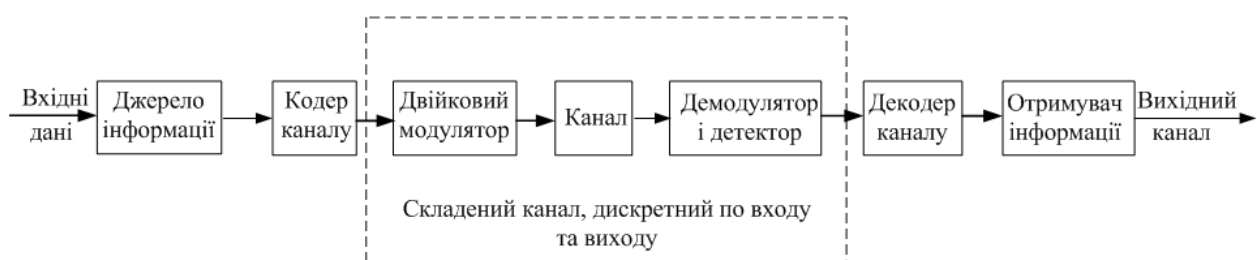 Вхідні
дані
Джерело
інформації
Кодер
каналу
Двійковий
модулятор
Канал
Демодулятор
і детектор
Декодер
каналу
Отримувач
інформації
Вихідний
канал
Складений канал, дискретний по входу
та виходу